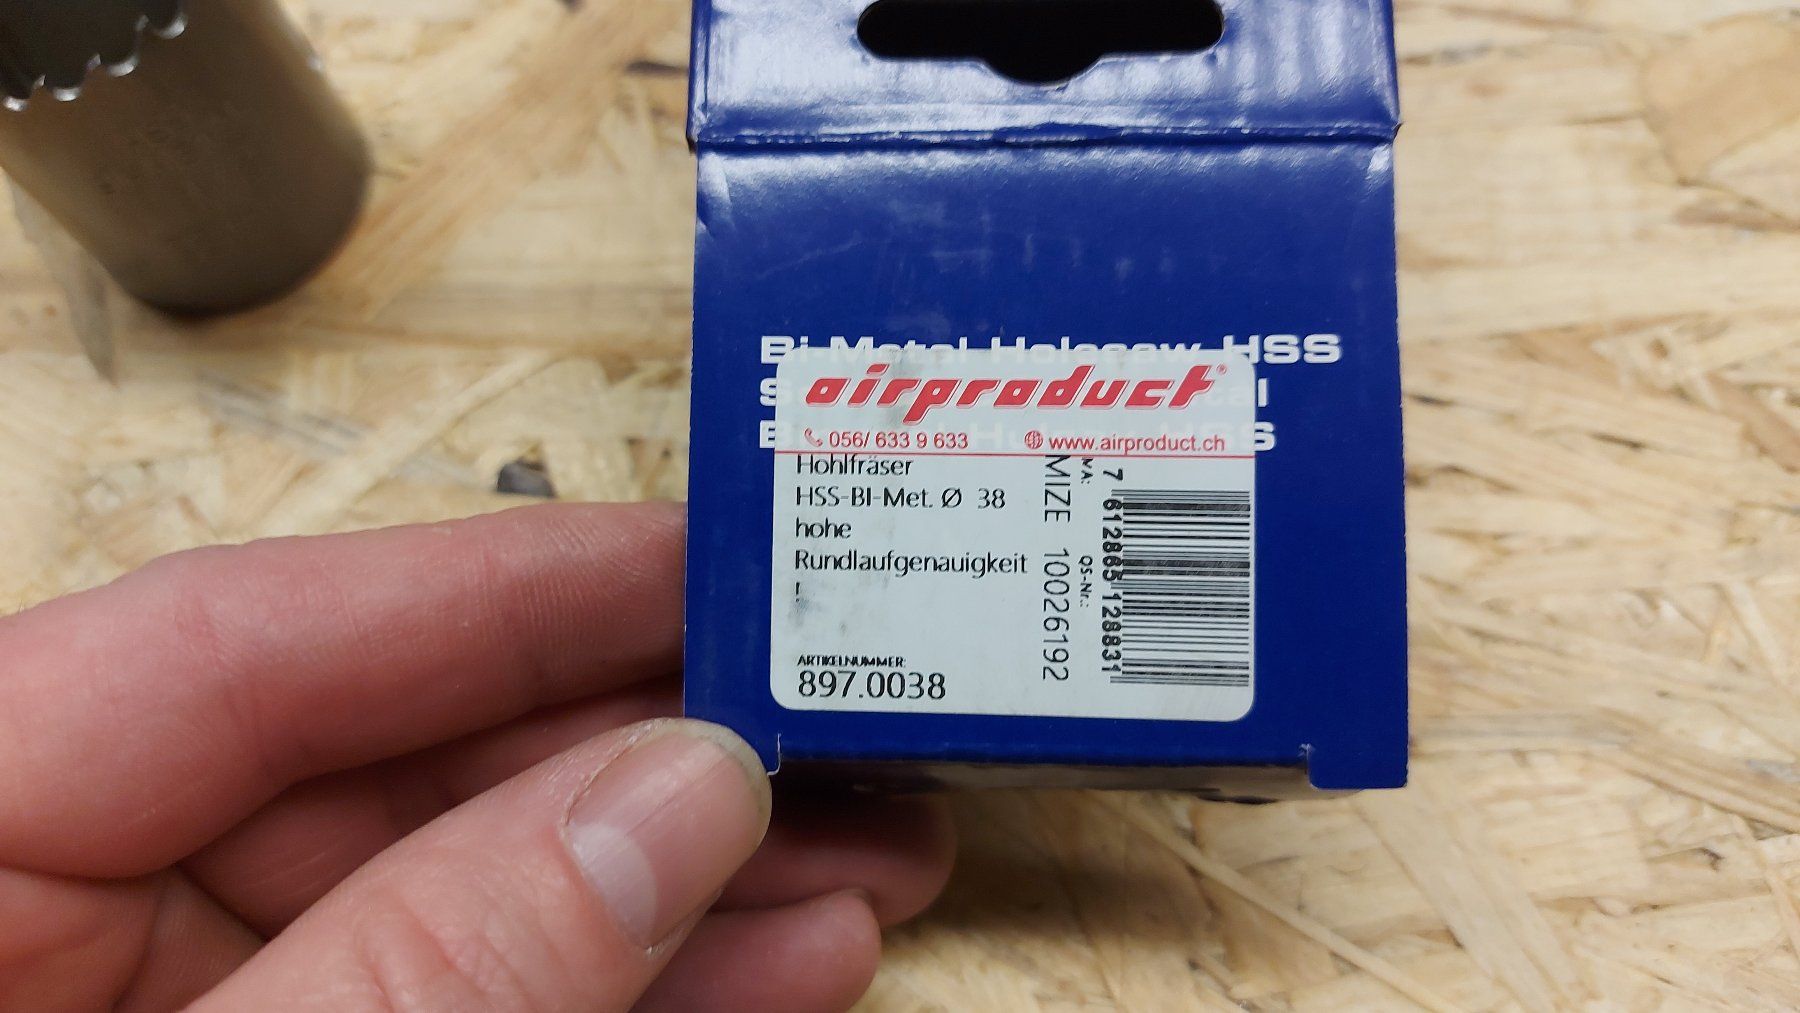 Bi-Metal Holesaw HSS
airproduct®
056/ 633 9 633
www.airproduct.ch
Hohlfräser
HSS-BI-Met. Ø 38
hohe
Rundlaufgenauigkeit
ARTIKELNUMMER:
897.0038
MIZE 10026192
MA:
QS-Nr.:
7 612865 128831